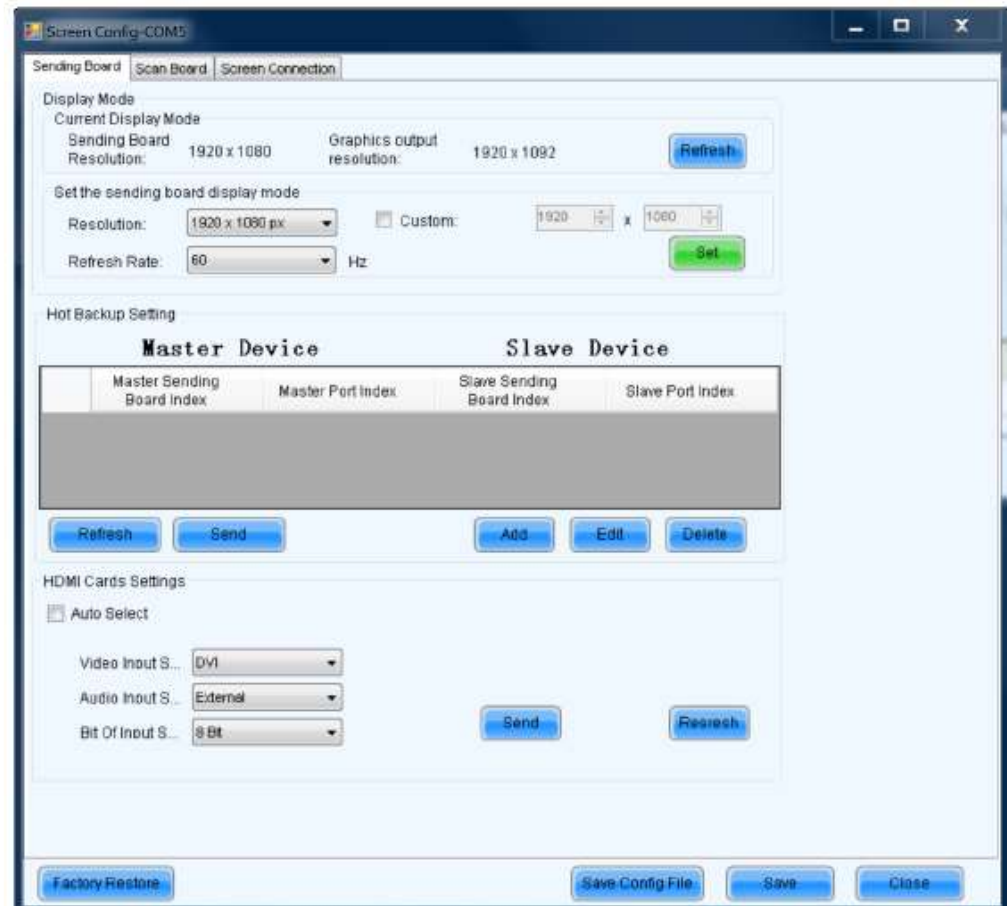 Screen Config-COM5
Sending Board Scan Board Screen Connection
Display Mode
Current Display Mode
Sending Board Resolution: 1920 x 1080 Graphics output resolution: 1920 x 1092 Refresh
Set the sending board display mode
Resolution: 1920 x 1080 px Custom: 1920 x 1080
Set
Refresh Rate: 60 Hz
Hot Backup Setting
Master Device Slave Device
Master Sending Board Index Master Port Index Slave Sending Board Index Slave Port Index
Refresh Send Add Edit Delete
HDMI Cards Settings
Auto Select
Video Input S... DVI
Audio Input S... External
Bit Of Input S... 8 Bit
Send Resresh
Factory Restore Save Config File Save Close